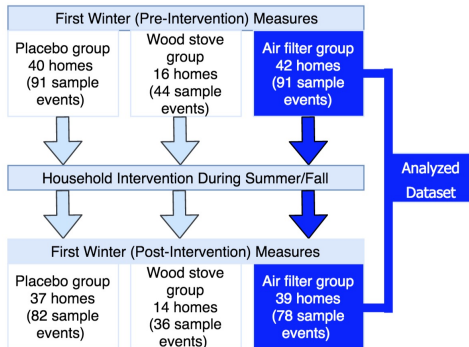 First Winter (Pre-Intervention) Measures
Placebo group
40 homes
(91 sample
events)
Wood stove
group
16 homes
(44 sample
events)
Air filter group
42 homes
(91 sample
events)
Household Intervention During Summer/Fall
Analyzed
Dataset
First Winter (Post-Intervention) Measures
Placebo group
37 homes
(82 sample
events)
Wood stove
group
14 homes
(36 sample
events)
Air filter group
39 homes
(78 sample
events)